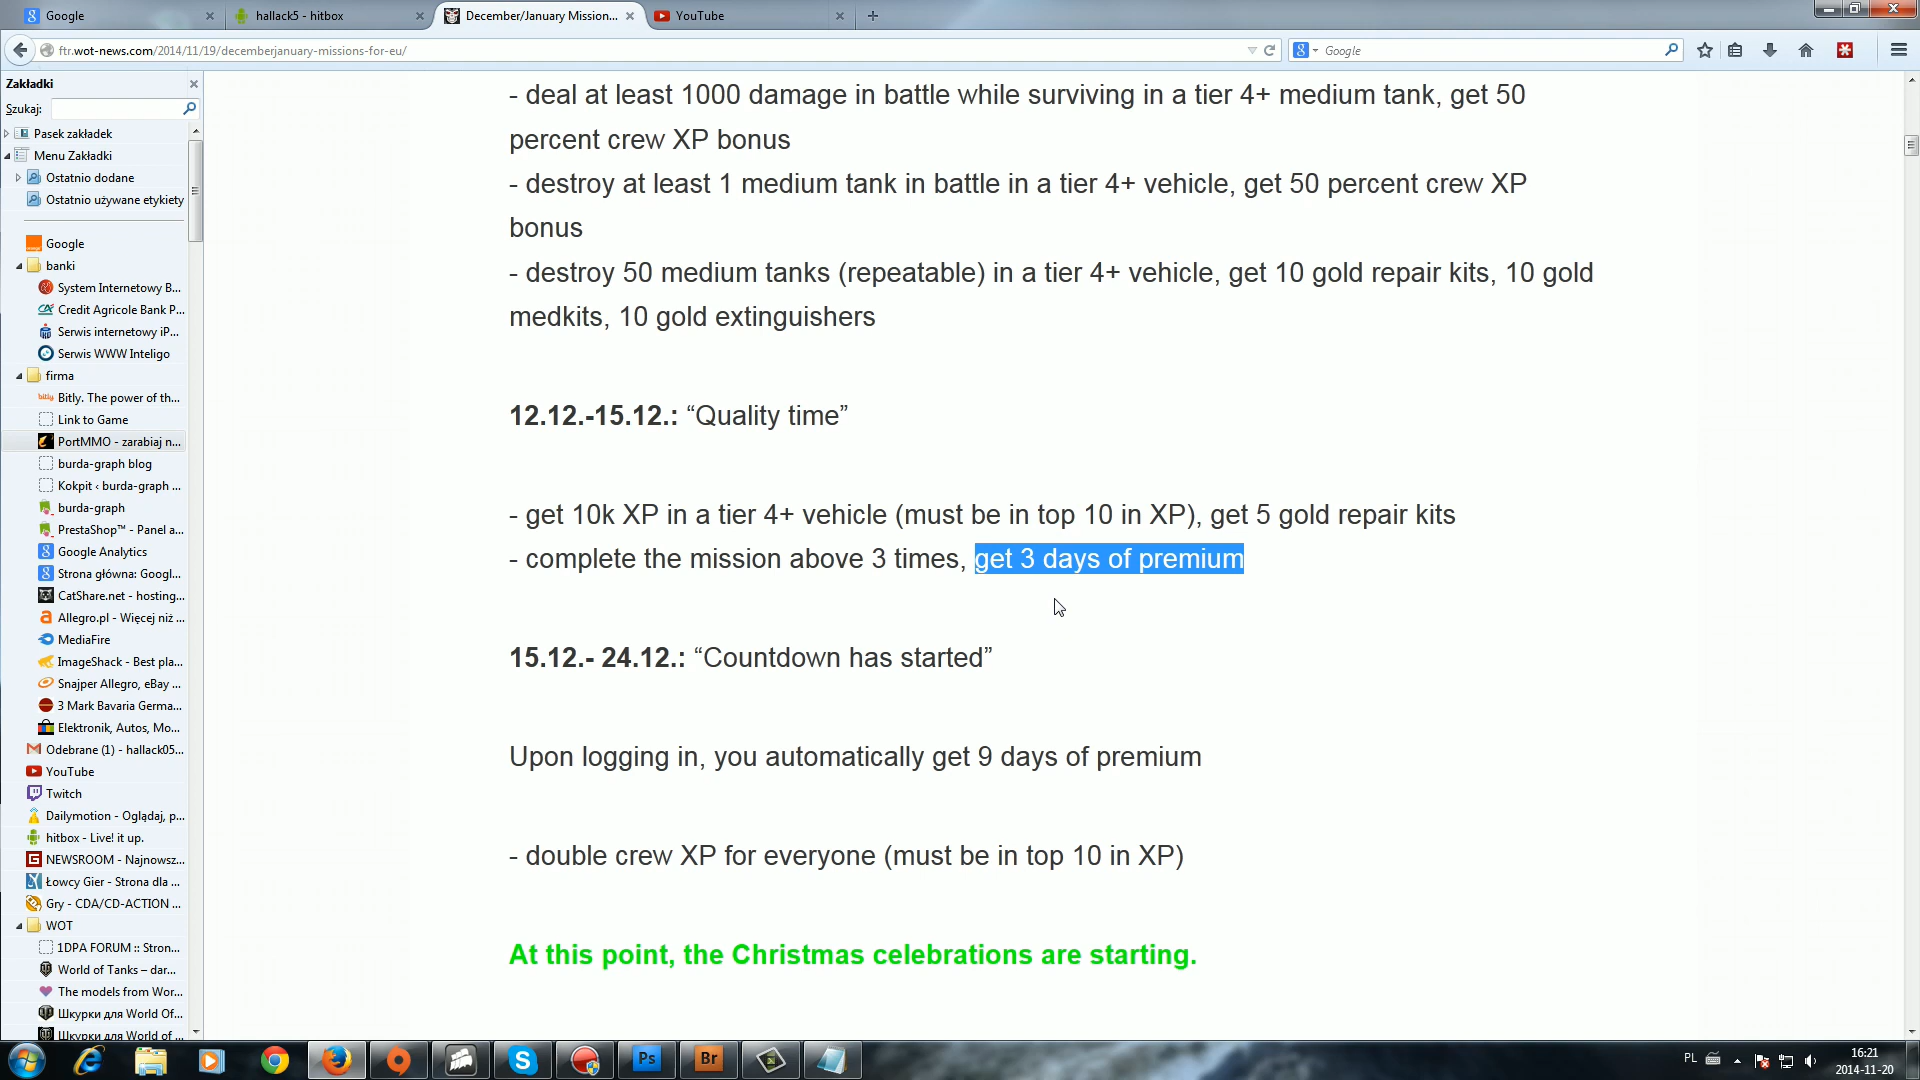 Google
hallack5 - hitbox
December/January Mission...
YouTube
ftr.wot-news.com/2014/11/19/decemberjanuary-missions-for-eu/
Google
Zakładki
Szukaj:
Pasek zakładek
Menu Zakładki
Ostatnio dodane
Ostatnio używane etykiety
Google
banki
System Internetowy B...
Credit Agricole Bank P...
Serwis internetowy iP...
Serwis WWW Inteligo
firma
Bitly. The power of th...
Link to Game
PortMMO - zarabiaj n...
burda-graph blog
Kokpit ‹ burda-graph ...
burda-graph
PrestaShop™ - Panel a...
Google Analytics
Strona główna: Googl...
CatShare.net - hosting...
Allegro.pl - Więcej niż ...
MediaFire
ImageShack - Best pla...
Snajper Allegro, eBay ...
3 Mark Bavaria Germa...
Elektronik, Autos, Mo...
Odebrane (1) - hallack05...
YouTube
Twitch
Dailymotion - Oglądaj, p...
hitbox - Live! it up.
NEWSROOM - Najnowsz...
Łowcy Gier - Strona dla ...
Gry - CDA/CD-ACTION ...
WOT
1DPA FORUM :: Stron...
World of Tanks – dar...
The models from Wor...
Шкурки для World Of...
Шкурки для World of ...
- deal at least 1000 damage in battle while surviving in a tier 4+ medium tank, get 50
percent crew XP bonus
- destroy at least 1 medium tank in battle in a tier 4+ vehicle, get 50 percent crew XP
bonus
- destroy 50 medium tanks (repeatable) in a tier 4+ vehicle, get 10 gold repair kits, 10 gold
medkits, 10 gold extinguishers
12.12.-15.12.: “Quality time”
- get 10k XP in a tier 4+ vehicle (must be in top 10 in XP), get 5 gold repair kits
- complete the mission above 3 times, get 3 days of premium
15.12.- 24.12.: “Countdown has started”
Upon logging in, you automatically get 9 days of premium
- double crew XP for everyone (must be in top 10 in XP)
At this point, the Christmas celebrations are starting.
Ps
Br
PL
16:21
2014-11-20